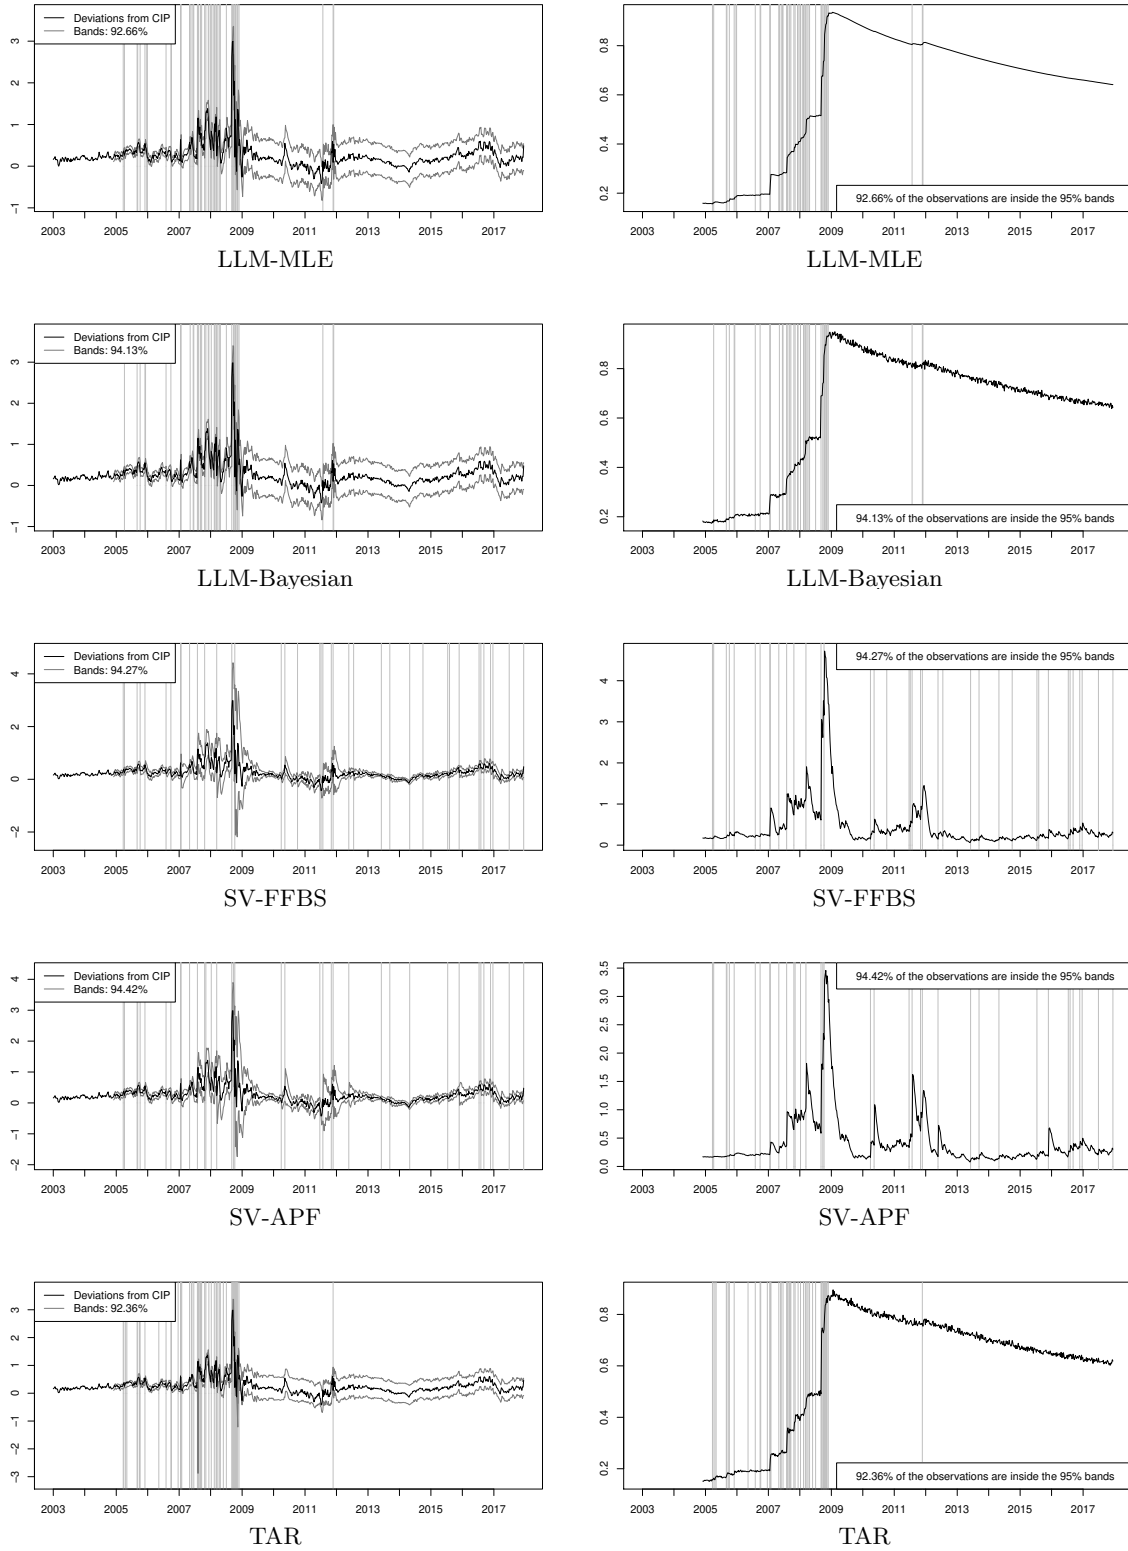 Deviations from CIP
Bands: 92.66%
3
2
1
0
−1
2003 2005 2007 2009 2011 2013 2015 2017
LLM-MLE
0.8
0.6
0.4
0.2
92.66% of the observations are inside the 95% bands
2003 2005 2007 2009 2011 2013 2015 2017
LLM-MLE
Deviations from CIP
Bands: 94.13%
3
2
1
0
−1
2003 2005 2007 2009 2011 2013 2015 2017
LLM-Bayesian
0.8
0.6
0.4
0.2
94.13% of the observations are inside the 95% bands
2003 2005 2007 2009 2011 2013 2015 2017
LLM-Bayesian
Deviations from CIP
Bands: 94.27%
4
2
0
−2
2003 2005 2007 2009 2011 2013 2015 2017
SV-FFBS
94.27% of the observations are inside the 95% bands
4
3
2
1
0
2003 2005 2007 2009 2011 2013 2015 2017
SV-FFBS
Deviations from CIP
Bands: 94.42%
4
3
2
1
0
−1
−2
2003 2005 2007 2009 2011 2013 2015 2017
SV-APF
94.42% of the observations are inside the 95% bands
3.5
3.0
2.5
2.0
1.5
1.0
0.5
0.0
2003 2005 2007 2009 2011 2013 2015 2017
SV-APF
Deviations from CIP
Bands: 92.36%
3
2
1
0
−1
−2
−3
2003 2005 2007 2009 2011 2013 2015 2017
TAR
0.8
0.6
0.4
0.2
92.36% of the observations are inside the 95% bands
2003 2005 2007 2009 2011 2013 2015 2017
TAR